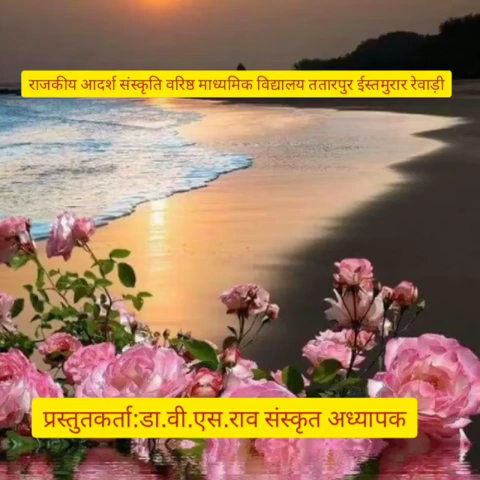 राजकीय आदर्श संस्कृति वरिष्ठ माध्यमिक विद्यालय ततारपुर ईस्तमुरार रेवाड़ी
प्रस्तुतकर्ता:डा.वी.एस.राव संस्कृत अध्यापक